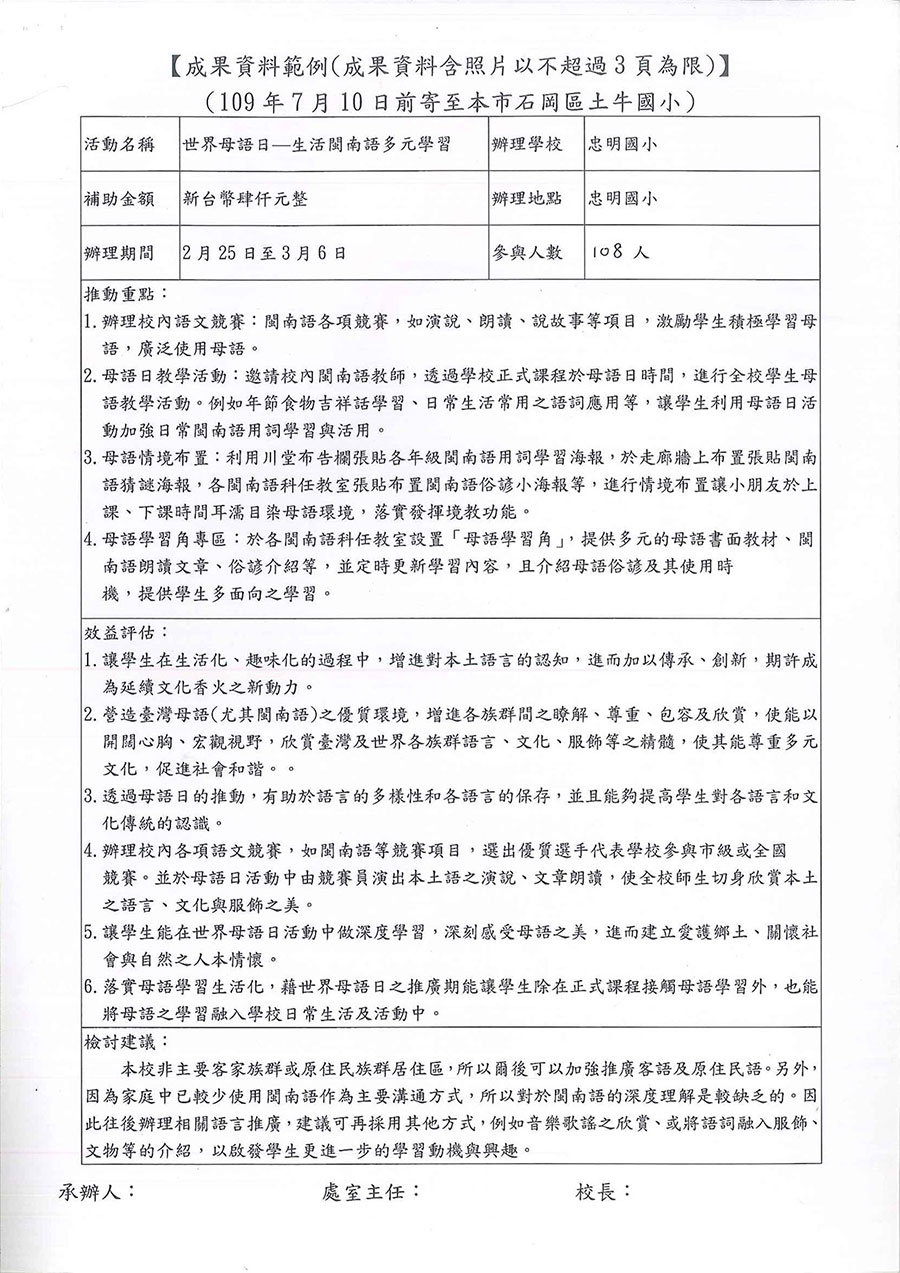 【成果資料範例(成果資料含照片以不超過3頁為限)】
(109年7月10日前寄至本市石岡區土牛國小)
活動名稱 世界母語日—生活閩南語多元學習 辦理學校 忠明國小
補助金額 新台幣肆仟元整 辦理地點 忠明國小
辦理期間 2月25日至3月6日 參與人數 108人
推動重點：
1.辦理校內語文競賽：閩南語各項競賽，如演說、朗讀、說故事等項目，激勵學生積極學習母
語，廣泛使用母語。
2.母語日教學活動：邀請校內閩南語教師，透過學校正式課程於母語日時間，進行全校學生母
語教學活動。例如年節食物吉祥話學習、日常生活常用之語詞應用等，讓學生利用母語日活
動加強日常閩南語用詞學習與活用。
3.母語情境布置：利用川堂布告欄張貼各年級閩南語用詞學習海報，於走廊牆上布置張貼閩南
語猜謎海報，各閩南語科任教室張貼布置閩南語俗諺小海報等，進行情境布置讓小朋友於上
課、下課時間耳濡目染母語環境，落實發揮境教功能。
4.母語學習角專區：於各閩南語科任教室設置「母語學習角」，提供多元的母語書面教材、閩
南語朗讀文章、俗諺介紹等，並定時更新學習內容，且介紹母語俗諺及其使用時
機，提供學生多面向之學習。
效益評估：
1.讓學生在生活化、趣味化的過程中，增進對本土語言的認知，進而加以傳承、創新，期許成
為延續文化香火之新動力。
2.營造臺灣母語(尤其閩南語)之優質環境，增進各族群間之瞭解、尊重、包容及欣賞，使能以
開闊心胸、宏觀視野，欣賞臺灣及世界各族群語言、文化、服飾等之精髓，使其能尊重多元
文化，促進社會和諧。。
3.透過母語日的推動，有助於語言的多樣性和各語言的保存，並且能夠提高學生對各語言和文
化傳統的認識。
4.辦理校內各項語文競賽，如閩南語等競賽項目，選出優質選手代表學校參與市級或全國
競賽。並於母語日活動中由競賽員演出本土語之演說、文章朗讀，使全校師生切身欣賞本土
之語言、文化與服飾之美。
5.讓學生能在世界母語日活動中做深度學習，深刻感受母語之美，進而建立愛護鄉土、關懷社
會與自然之人本情懷。
6.落實母語學習生活化，藉世界母語日之推廣期能讓學生除在正式課程接觸母語學習外，也能
將母語之學習融入學校日常生活及活動中。
檢討建議：
本校非主要客家族群或原住民族群居住區，所以爾後可以加強推廣客語及原住民語。另外，
因為家庭中已較少使用閩南語作為主要溝通方式，所以對於閩南語的深度理解是較缺乏的。因
此往後辦理相關語言推廣，建議可再採用其他方式，例如音樂歌謠之欣賞、或將語詞融入服飾、
文物等的介紹，以啟發學生更進一步的學習動機與興趣。
承辦人： 處室主任： 校長：